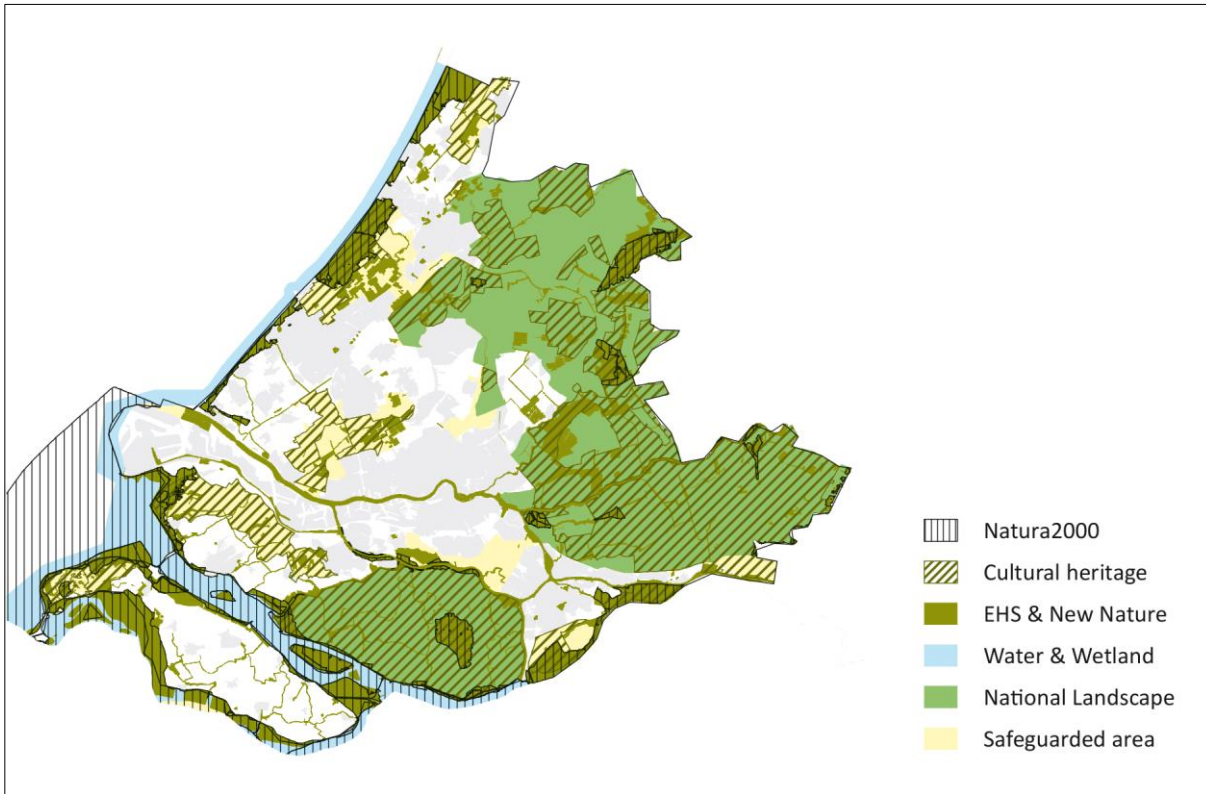 Natura2000
Cultural heritage
EHS & New Nature
Water & Wetland
National Landscape
Safeguarded area